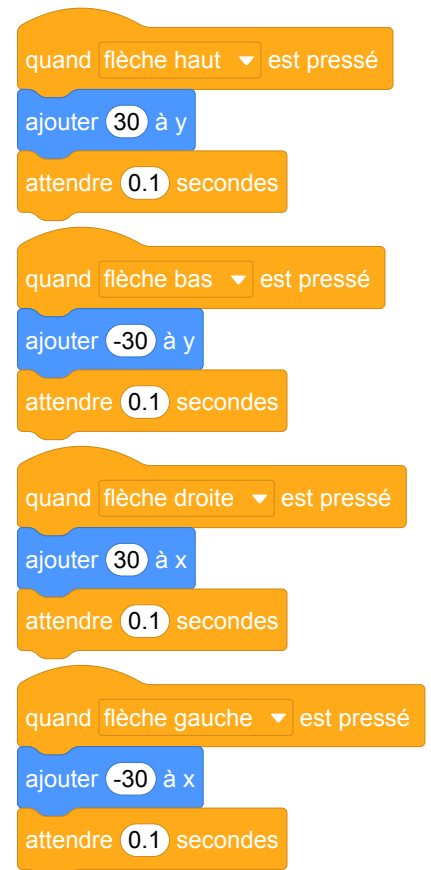 quand flèche haut est pressé
ajouter 30 à y
attendre 0.1 secondes
quand flèche bas est pressé
ajouter -30 à y
attendre 0.1 secondes
quand flèche droite est pressé
ajouter 30 à x
attendre 0.1 secondes
quand flèche gauche est pressé
ajouter -30 à x
attendre 0.1 secondes